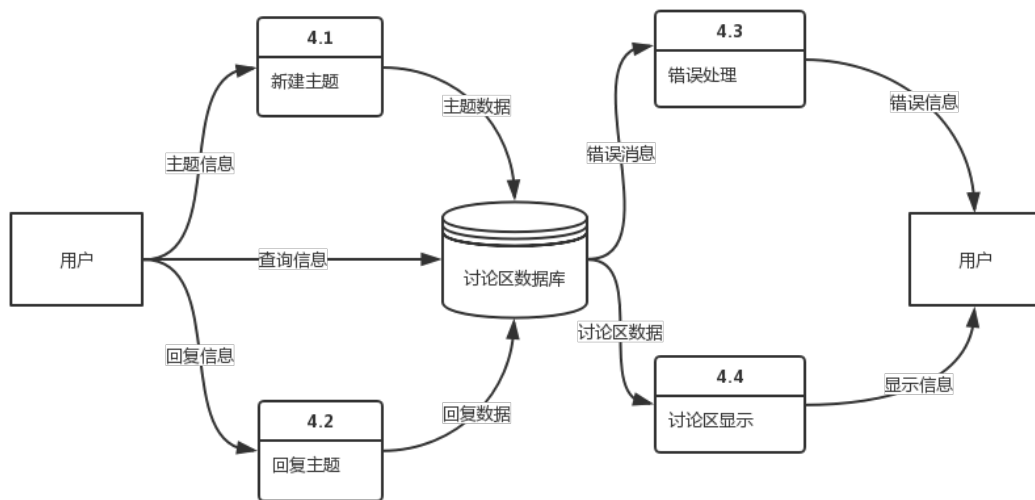 4.1
新建主题
4.3
错误处理
主题数据
错误信息
主题信息
错误消息
用户
查询信息
讨论区数据库
用户
回复信息
讨论区数据
4.2
回复主题
回复数据
4.4
讨论区显示
显示信息